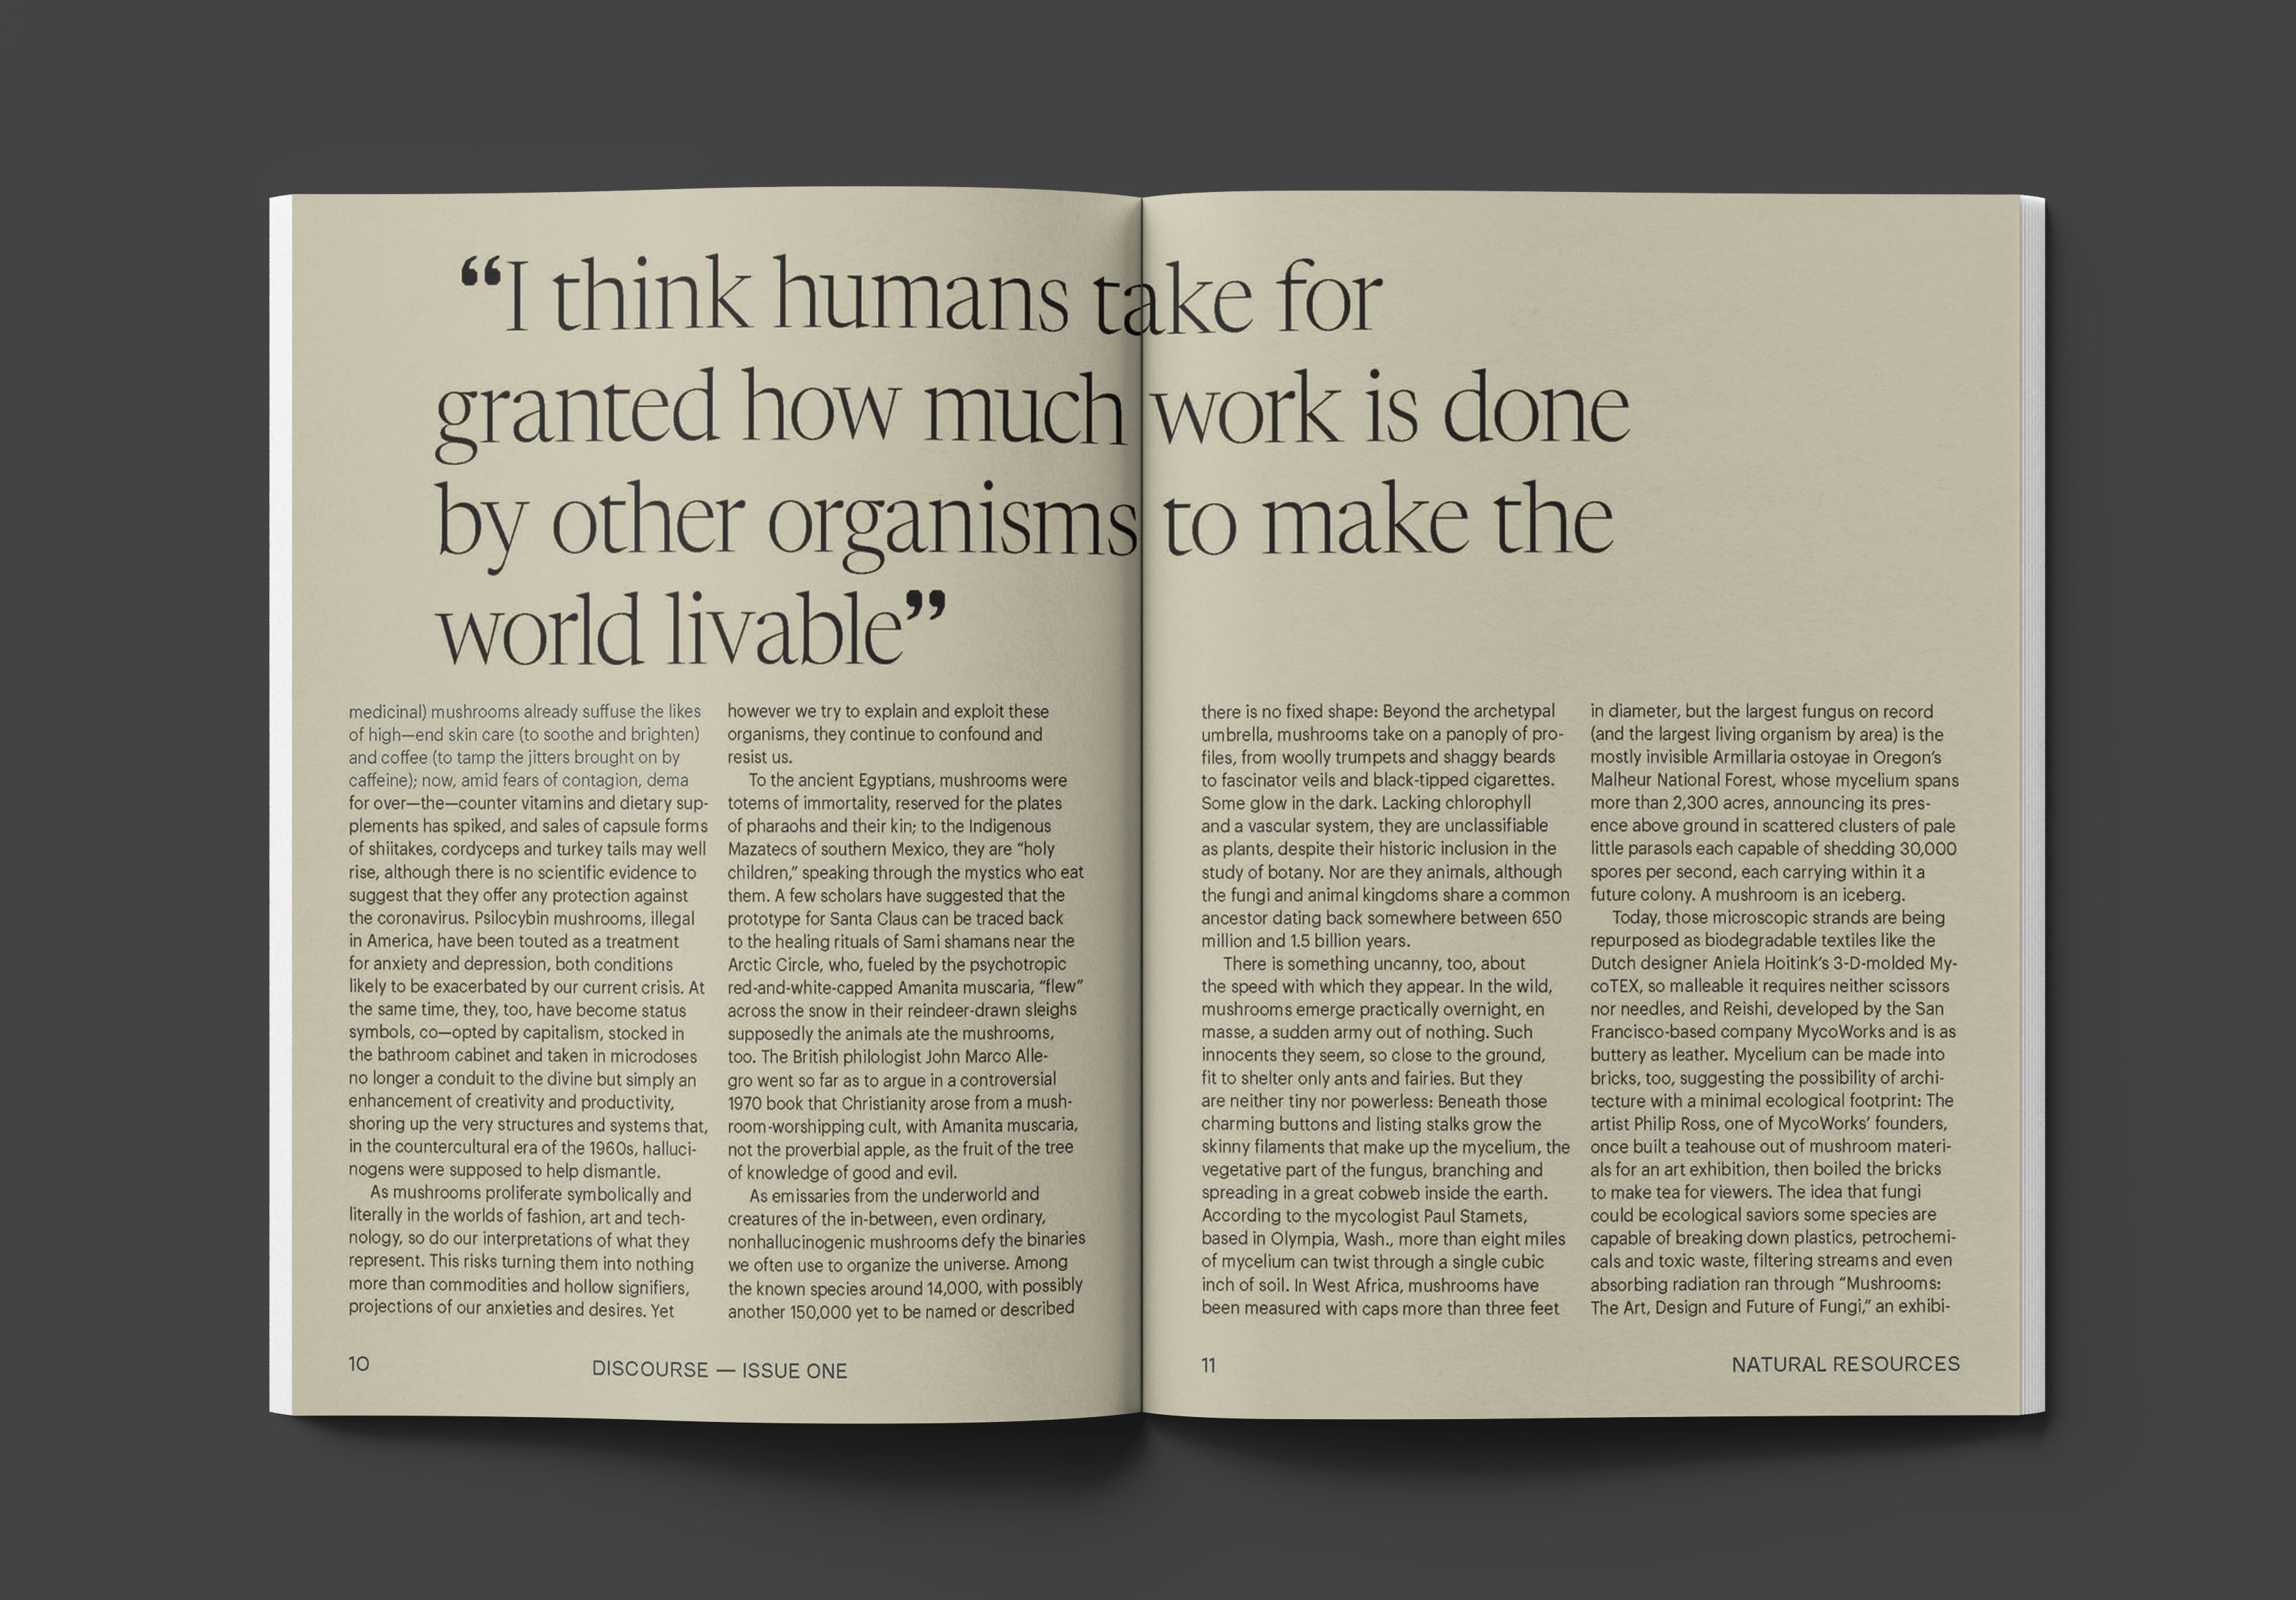 “I think humans take for
granted how much work is done
by other organisms to make the
world livable”
medicinal) mushrooms already suffuse the likes
of high—end skin care (to soothe and brighten)
and coffee (to tamp the jitters brought on by
caffeine); now, amid fears of contagion, dema
for over—the—counter vitamins and dietary sup-
plements has spiked, and sales of capsule forms
of shiitakes, cordyceps and turkey tails may well
rise, although there is no scientific evidence to
suggest that they offer any protection against
the coronavirus. Psilocybin mushrooms, illegal
in America, have been touted as a treatment
for anxiety and depression, both conditions
likely to be exacerbated by our current crisis. At
the same time, they, too, have become status
symbols, co—opted by capitalism, stocked in
the bathroom cabinet and taken in microdoses
no longer a conduit to the divine but simply an
enhancement of creativity and productivity,
shoring up the very structures and systems that,
in the countercultural era of the 1960s, halluci-
nogens were supposed to help dismantle.
As mushrooms proliferate symbolically and
literally in the worlds of fashion, art and tech-
nology, so do our interpretations of what they
represent. This risks turning them into nothing
more than commodities and hollow signifiers,
projections of our anxieties and desires. Yet
however we try to explain and exploit these
organisms, they continue to confound and
resist us.
To the ancient Egyptians, mushrooms were
totems of immortality, reserved for the plates
of pharaohs and their kin; to the Indigenous
Mazatecs of southern Mexico, they are “holy
children,” speaking through the mystics who eat
them. A few scholars have suggested that the
prototype for Santa Claus can be traced back
to the healing rituals of Sami shamans near the
Arctic Circle, who, fueled by the psychotropic
red-and-white-capped Amanita muscaria, “flew”
across the snow in their reindeer-drawn sleighs
supposedly the animals ate the mushrooms,
too. The British philologist John Marco Alle-
gro went so far as to argue in a controversial
1970 book that Christianity arose from a mush-
room-worshipping cult, with Amanita muscaria,
not the proverbial apple, as the fruit of the tree
of knowledge of good and evil.
As emissaries from the underworld and
creatures of the in-between, even ordinary,
nonhallucinogenic mushrooms defy the binaries
we often use to organize the universe. Among
the known species around 14,000, with possibly
another 150,000 yet to be named or described
there is no fixed shape: Beyond the archetypal
umbrella, mushrooms take on a panoply of pro-
files, from woolly trumpets and shaggy beards
to fascinator veils and black-tipped cigarettes.
Some glow in the dark. Lacking chlorophyll
and a vascular system, they are unclassifiable
as plants, despite their historic inclusion in the
study of botany. Nor are they animals, although
the fungi and animal kingdoms share a common
ancestor dating back somewhere between 650
million and 1.5 billion years.
There is something uncanny, too, about
the speed with which they appear. In the wild,
mushrooms emerge practically overnight, en
masse, a sudden army out of nothing. Such
innocents they seem, so close to the ground,
fit to shelter only ants and fairies. But they
are neither tiny nor powerless: Beneath those
charming buttons and listing stalks grow the
skinny filaments that make up the mycelium, the
vegetative part of the fungus, branching and
spreading in a great cobweb inside the earth.
According to the mycologist Paul Stamets,
based in Olympia, Wash., more than eight miles
of mycelium can twist through a single cubic
inch of soil. In West Africa, mushrooms have
been measured with caps more than three feet
in diameter, but the largest fungus on record
(and the largest living organism by area) is the
mostly invisible Armillaria ostoyae in Oregon’s
Malheur National Forest, whose mycelium spans
more than 2,300 acres, announcing its pres-
ence above ground in scattered clusters of pale
little parasols each capable of shedding 30,000
spores per second, each carrying within it a
future colony. A mushroom is an iceberg.
Today, those microscopic strands are being
repurposed as biodegradable textiles like the
Dutch designer Aniela Hoitink’s 3-D-molded My-
coTEX, so malleable it requires neither scissors
nor needles, and Reishi, developed by the San
Francisco-based company MycoWorks and is as
buttery as leather. Mycelium can be made into
bricks, too, suggesting the possibility of archi-
tecture with a minimal ecological footprint: The
artist Philip Ross, one of MycoWorks’ founders,
once built a teahouse out of mushroom materi-
als for an art exhibition, then boiled the bricks
to make tea for viewers. The idea that fungi
could be ecological saviors some species are
capable of breaking down plastics, petrochemi-
cals and toxic waste, filtering streams and even
absorbing radiation ran through “Mushrooms:
The Art, Design and Future of Fungi,” an exhibi-
10
DISCOURSE — ISSUE ONE
11
NATURAL RESOURCES